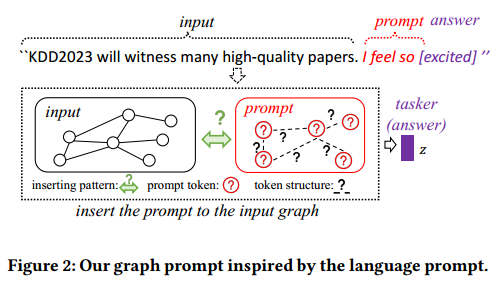 input prompt answer
``KDD2023 will witness many high-quality papers. I feel so [excited] ’’
input ? prompt tasker
(answer)
? ? ? ? ? ? ? ? ? z
inserting pattern: ? prompt token: ? token structure: ?
insert the prompt to the input graph
Figure 2: Our graph prompt inspired by the language prompt.